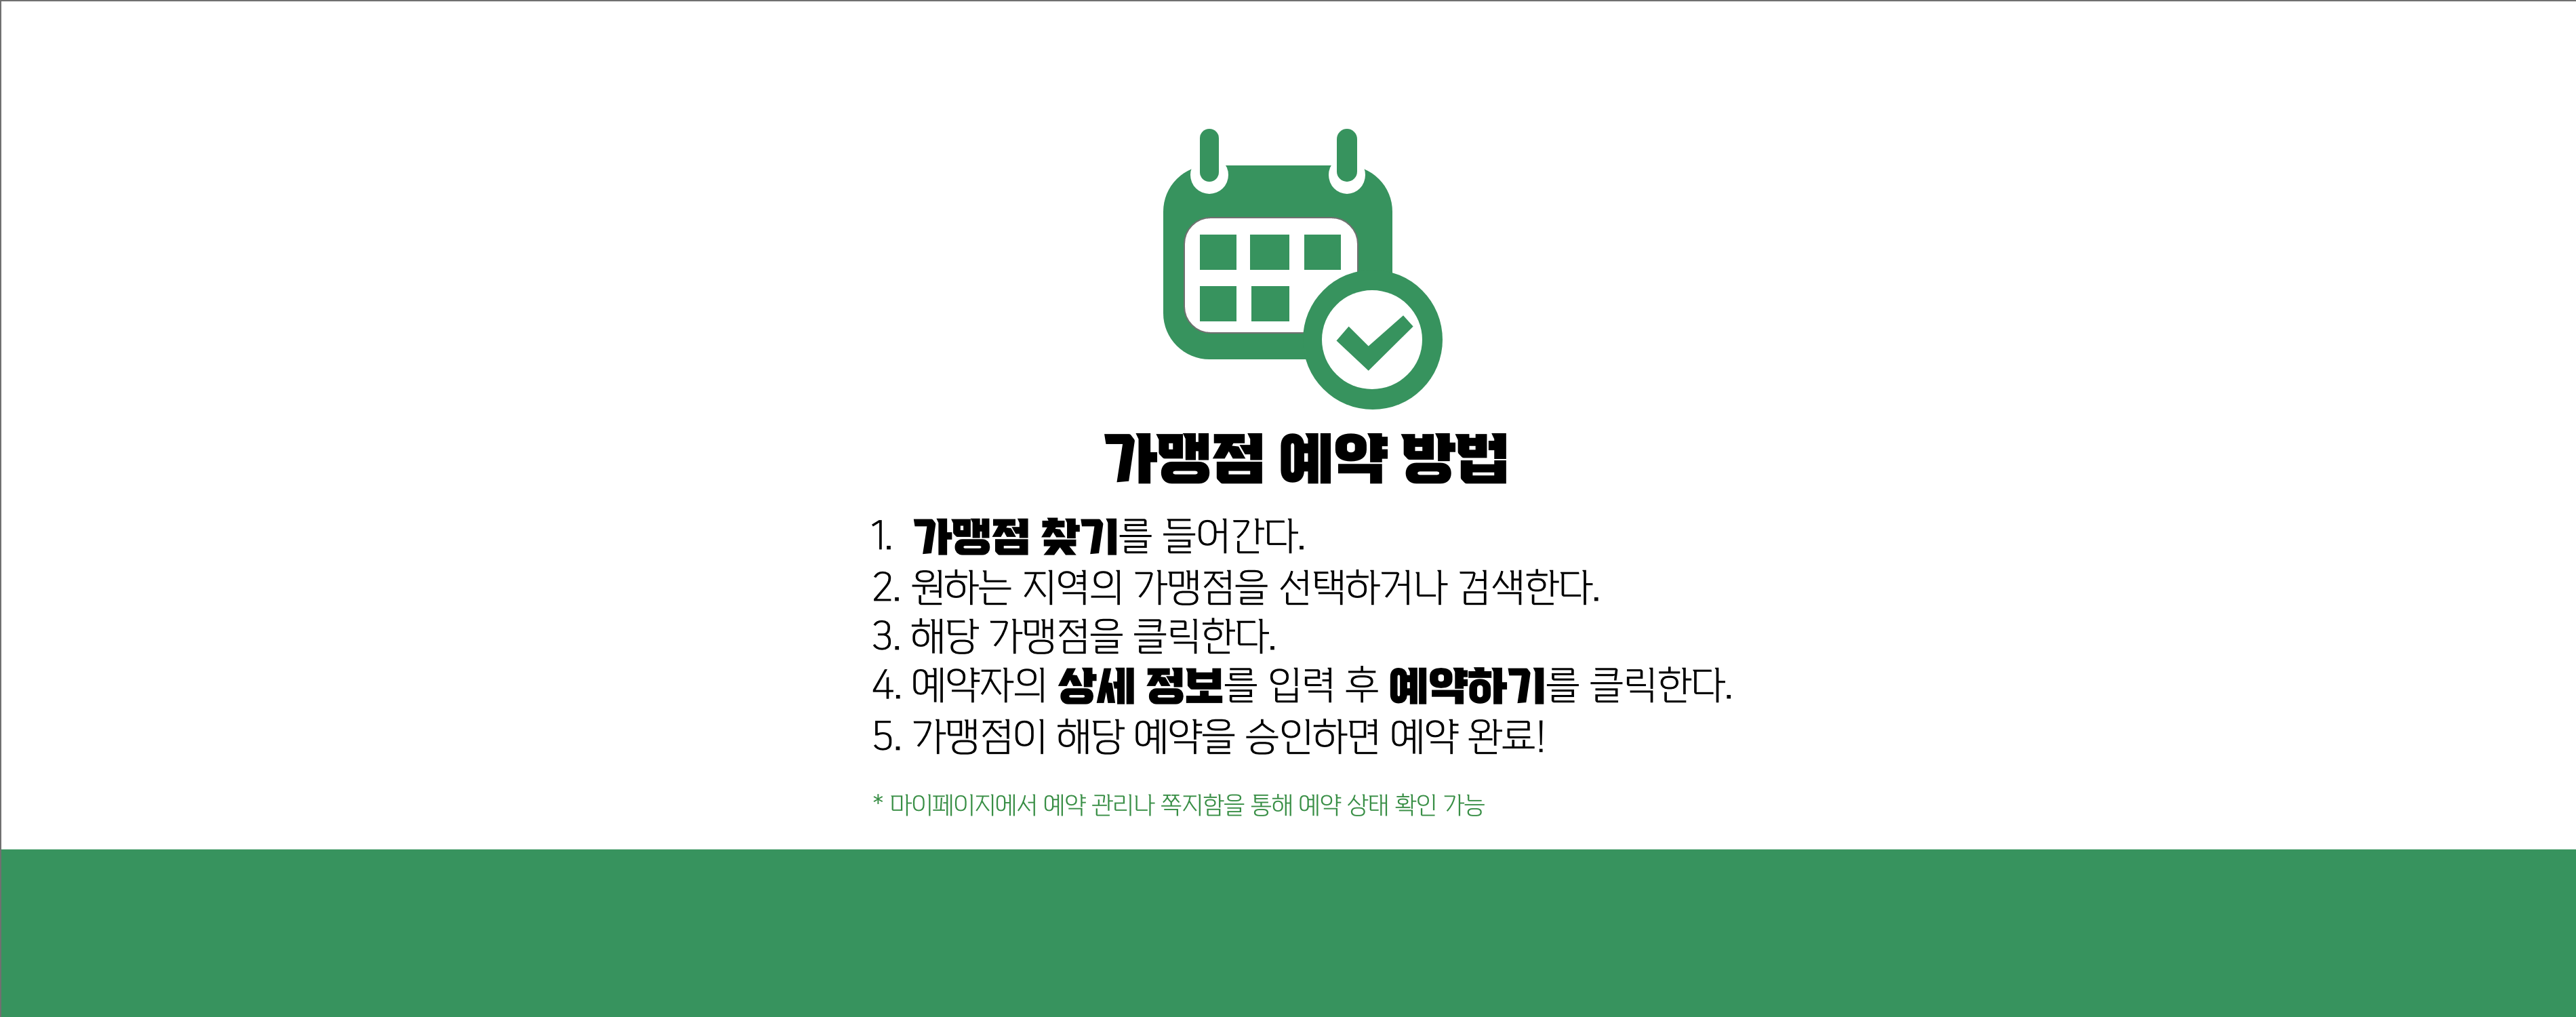 가맹점 예약 방법
1. 가맹점 찾기를 들어간다.
2. 원하는 지역의 가맹점을 선택하거나 검색한다.
3. 해당 가맹점을 클릭한다.
4. 예약자의 상세 정보를 입력 후 예약하기를 클릭한다.
5. 가맹점이 해당 예약을 승인하면 예약 완료!
* 마이페이지에서 예약 관리나 쪽지함을 통해 예약 상태 확인 가능